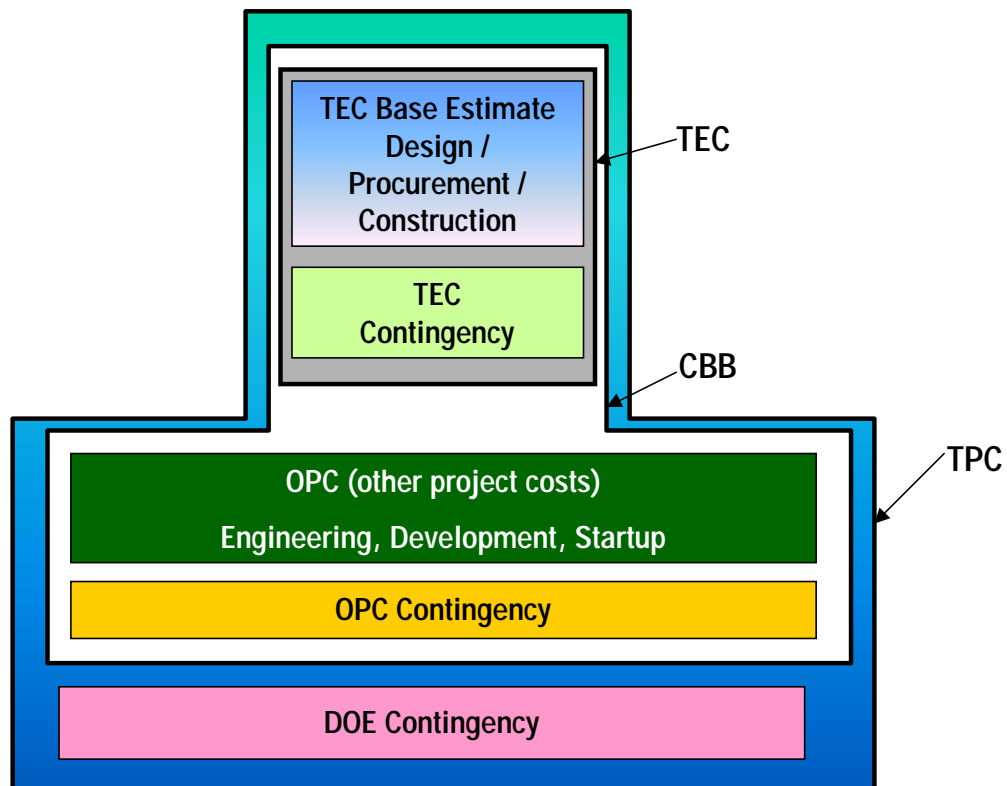 TEC Base Estimate
Design /
Procurement /
Construction
TEC
TEC
Contingency
CBB
TPC
OPC (other project costs)
Engineering, Development, Startup
OPC Contingency
DOE Contingency